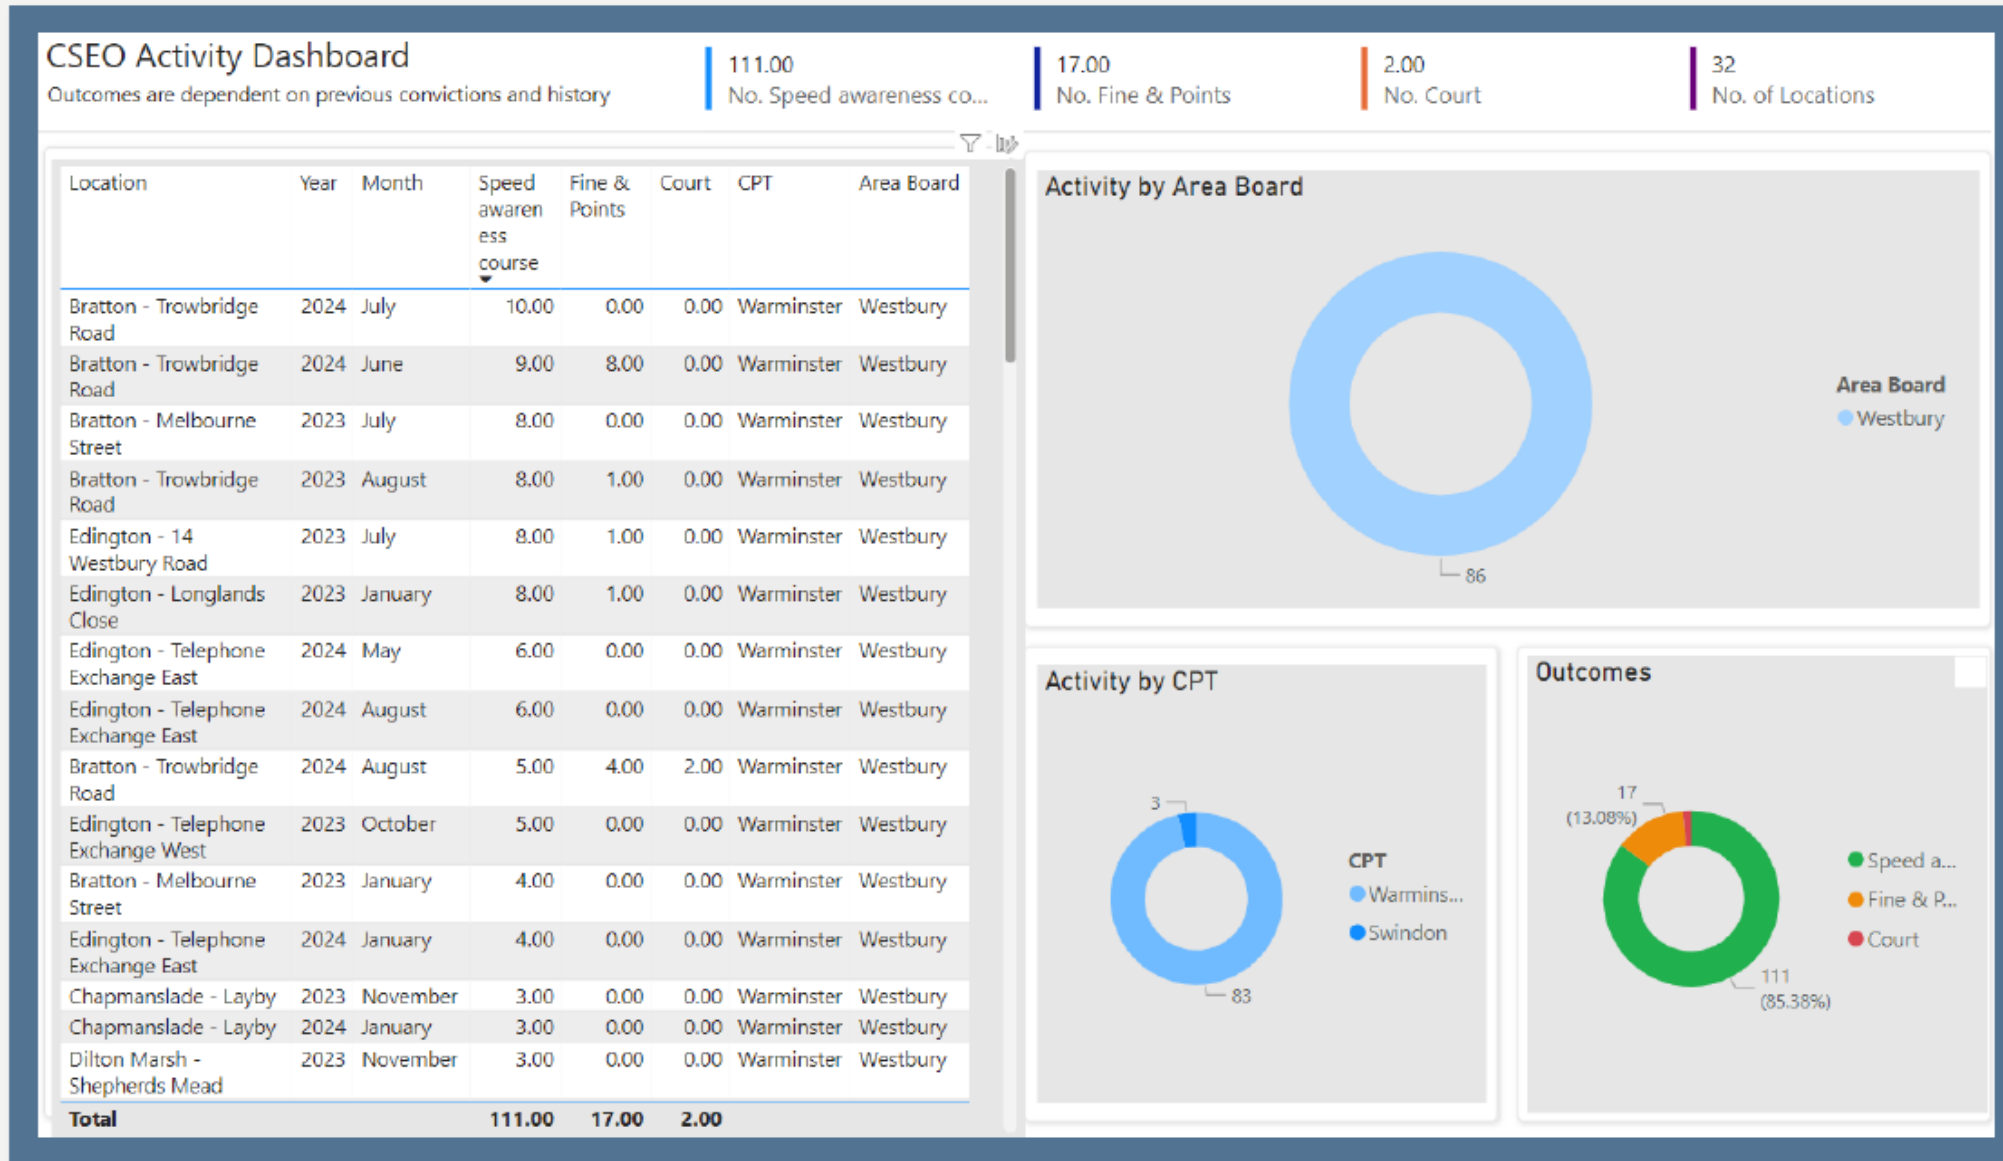 CSEO Activity Dashboard
Outcomes are dependent on previous convictions and history
111.00
No. Speed awareness co...
17.00
No. Fine & Points
2.00
No. Court
32
No. of Locations
Location Year Month Speed awaren ess course Fine & Points Court CPT Area Board
Bratton - Trowbridge Road 2024 July 10.00 0.00 0.00 Warminster Westbury
Bratton - Trowbridge Road 2024 June 9.00 8.00 0.00 Warminster Westbury
Bratton - Melbourne Street 2023 July 8.00 0.00 0.00 Warminster Westbury
Bratton - Trowbridge Road 2023 August 8.00 1.00 0.00 Warminster Westbury
Edington - 14 Westbury Road 2023 July 8.00 1.00 0.00 Warminster Westbury
Edington - Longlands Close 2023 January 8.00 1.00 0.00 Warminster Westbury
Edington - Telephone Exchange East 2024 May 6.00 0.00 0.00 Warminster Westbury
Edington - Telephone Exchange East 2024 August 6.00 0.00 0.00 Warminster Westbury
Bratton - Trowbridge Road 2024 August 5.00 4.00 2.00 Warminster Westbury
Edington - Telephone Exchange West 2023 October 5.00 0.00 0.00 Warminster Westbury
Bratton - Melbourne Street 2023 January 4.00 0.00 0.00 Warminster Westbury
Edington - Telephone Exchange East 2024 January 4.00 0.00 0.00 Warminster Westbury
Chapmanslade - Layby 2023 November 3.00 0.00 0.00 Warminster Westbury
Chapmanslade - Layby 2024 January 3.00 0.00 0.00 Warminster Westbury
Dilton Marsh - Shepherds Mead 2023 November 3.00 0.00 0.00 Warminster Westbury
Total 111.00 17.00 2.00
Activity by Area Board
86
Area Board
Westbury
Activity by CPT
3
83
CPT
Warmins...
Swindon
Outcomes
17
(13.08%)
111
(85.38%)
Speed a...
Fine & P...
Court